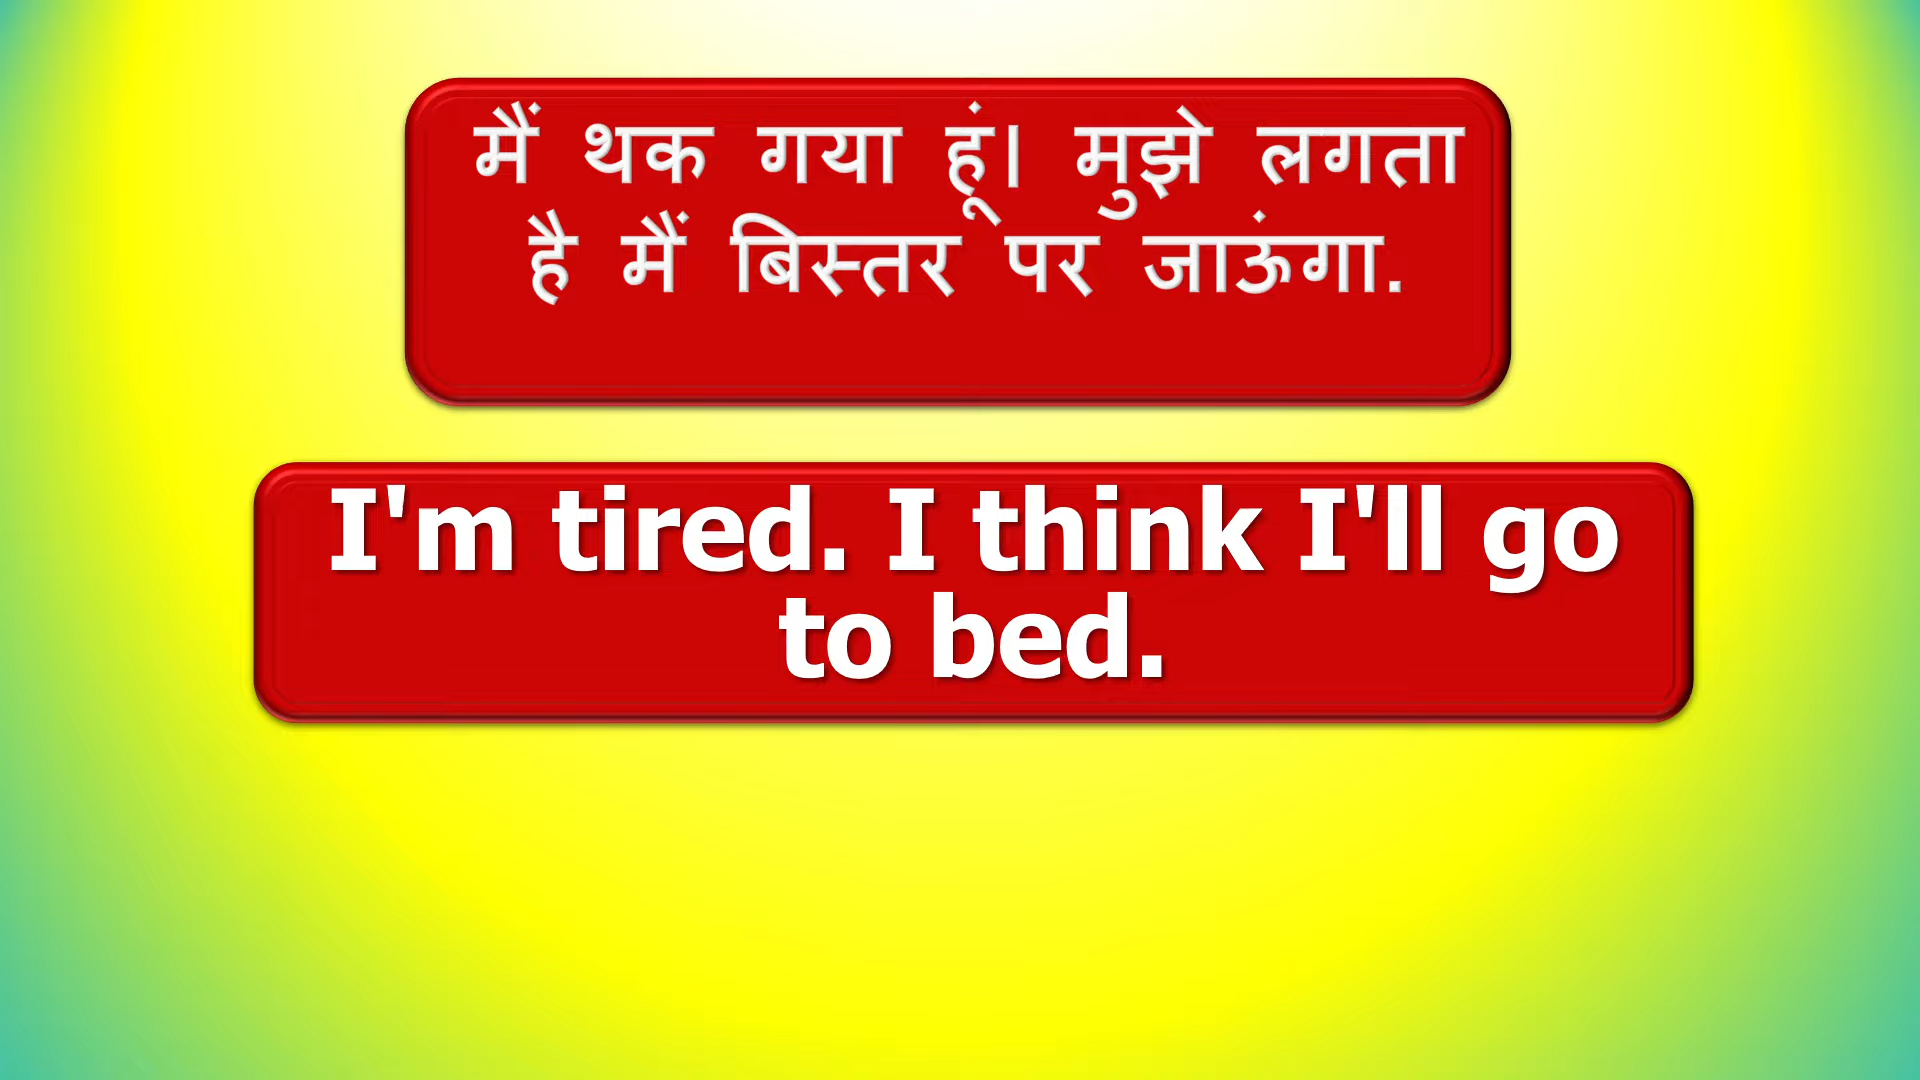 मैं थक गया हूं। मुझे लगता
है मैं बिस्तर पर जाऊंगा.
I'm tired. I think I'll go
to bed.